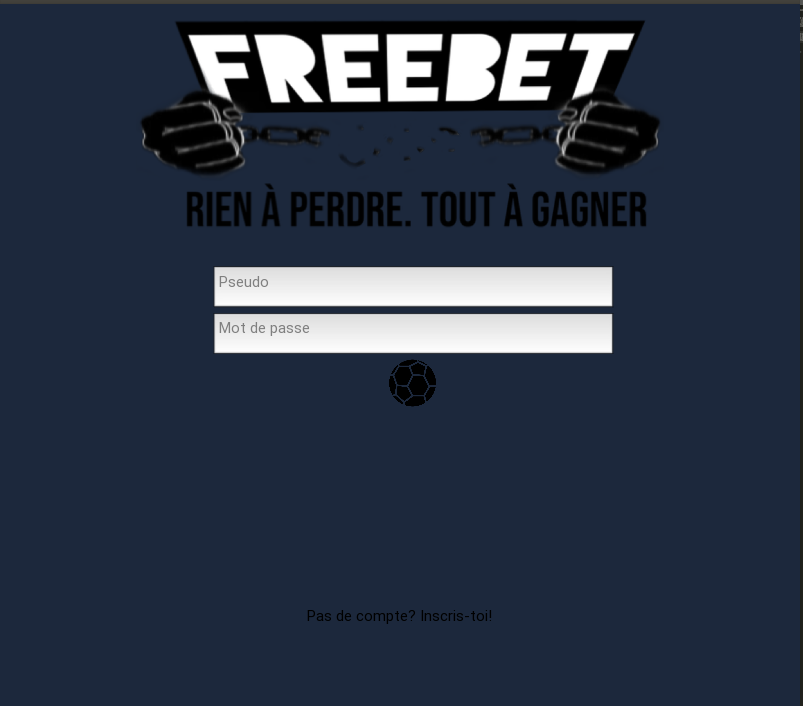 FREEBET
RIEN À PERDRE. TOUT À GAGNER
Pseudo
Mot de passe
Pas de compte? Inscris-toi!